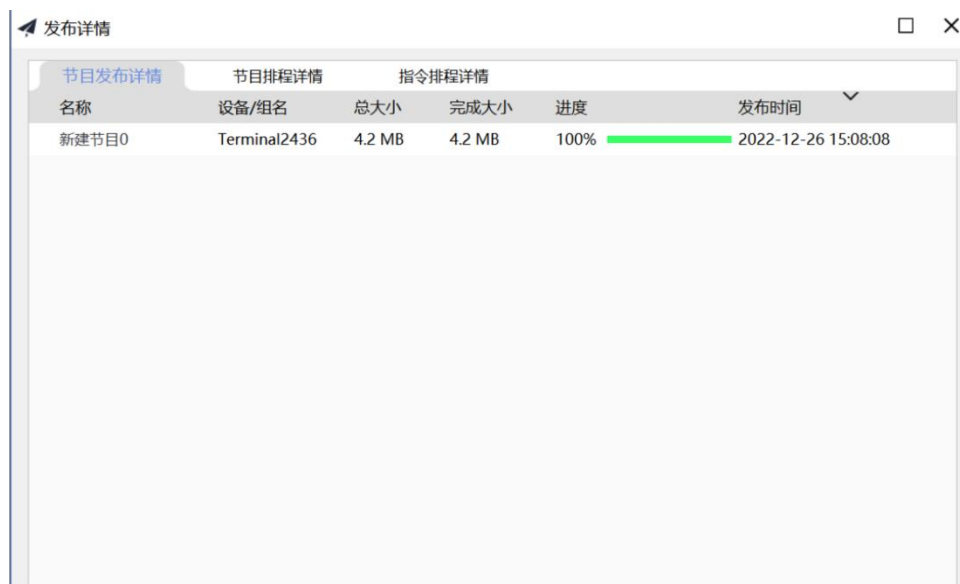 发布详情
节目发布详情 节目排程详情 指令排程详情
名称 设备/组名 总大小 完成大小 进度 发布时间
新建节目0 Terminal2436 4.2 MB 4.2 MB 100% 2022-12-26 15:08:08